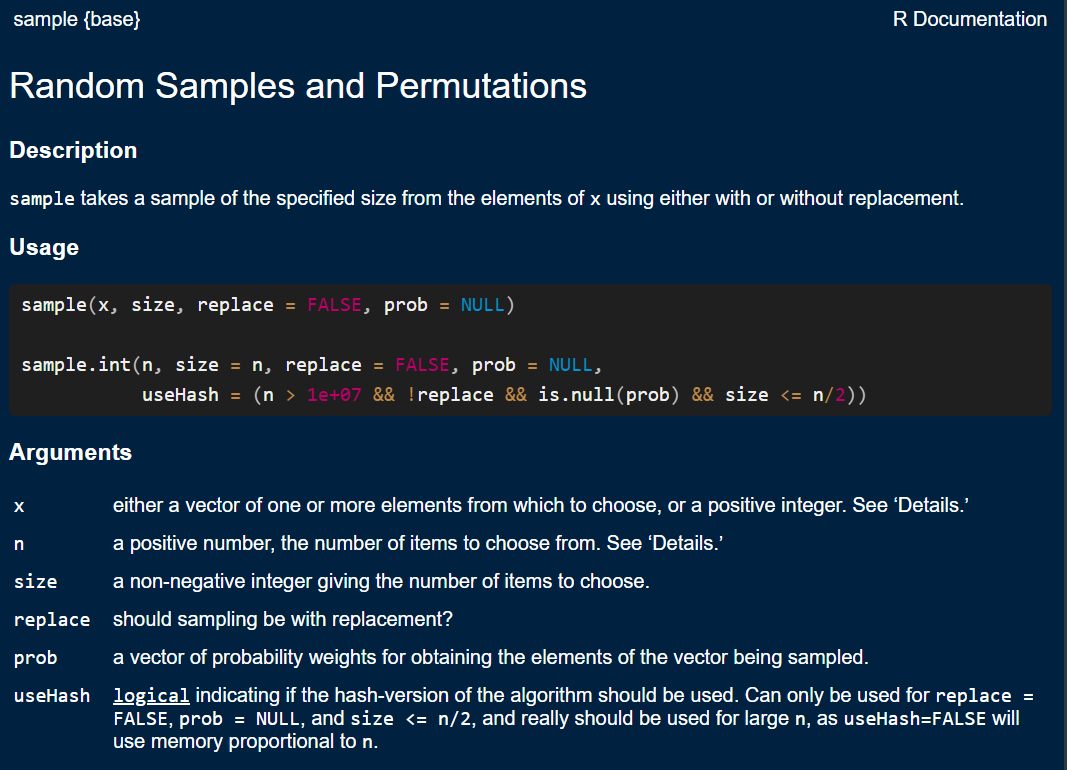 sample {base}
R Documentation
Random Samples and Permutations
Description
sample takes a sample of the specified size from the elements of x using either with or without replacement.
Usage
sample(x, size, replace = FALSE, prob = NULL)
sample.int(n, size = n, replace = FALSE, prob = NULL,
useHash = (n > 1e+07 && !replace && is.null(prob) && size <= n/2))
Arguments
x either a vector of one or more elements from which to choose, or a positive integer. See ‘Details.’
n a positive number, the number of items to choose from. See ‘Details.’
size a non-negative integer giving the number of items to choose.
replace should sampling be with replacement?
prob a vector of probability weights for obtaining the elements of the vector being sampled.
useHash logical indicating if the hash-version of the algorithm should be used. Can only be used for replace =
FALSE, prob = NULL, and size <= n/2, and really should be used for large n, as useHash=FALSE will
use memory proportional to n.